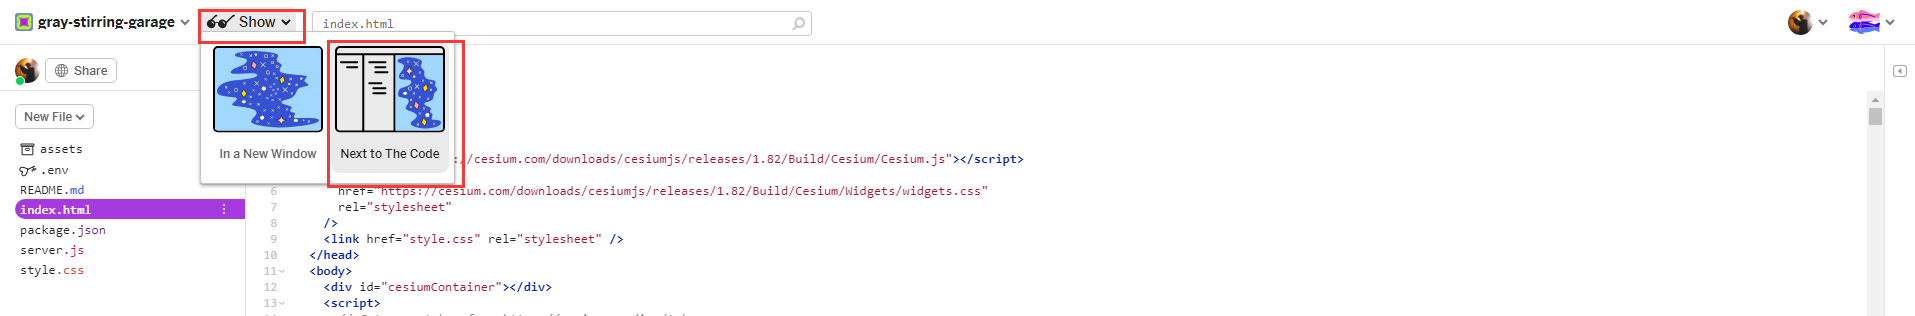 gray-stirring-garage
Show
index.html
Share
In a New Window
Next to The Code
New File
assets
.env
README.md
index.html
package.json
server.js
style.css
://cesium.com/downloads/cesiumjs/releases/1.82/Build/Cesium/Cesium.js"></script>
6 href="https://cesium.com/downloads/cesiumjs/releases/1.82/Build/Cesium/Widgets/widgets.css"
7 rel="stylesheet"
8 />
9 <link href="style.css" rel="stylesheet" />
10 </head>
11 <body>
12 <div id="cesiumContainer"></div>
13 <script>